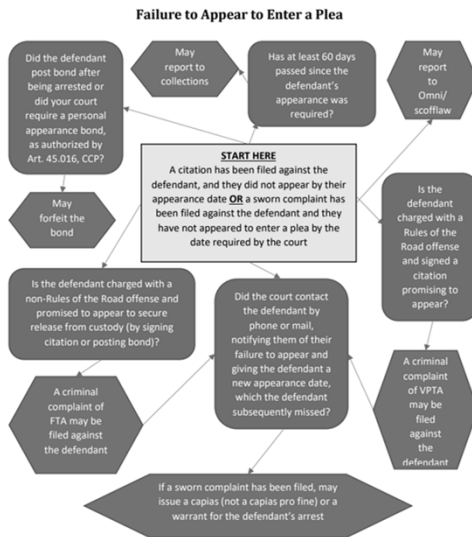 Failure to Appear to Enter a Plea
Did the defendant
post bond after
being arrested or
did your court
require a personal
appearance bond,
as authorized by
Art. 45.016, CCP?
May
report to
collections
Has at least 60 days
passed since the
defendant's
appearance was
required?
May
report
to
Omni/
scofflaw
START HERE
A citation has been filed against the
defendant, and they did not appear by their
appearance date OR a sworn complaint has
been filed against the defendant and they
have not appeared to enter a plea by the
date required by the court
May
forfeit the
bond
Is the
defendant
charged with a
Rules of the
Road offense
and signed a
citation
promising to
appear?
Is the defendant charged with a
non-Rules of the Road offense and
promised to appear to secure
release from custody (by signing
citation or posting bond)?
Did the court contact
the defendant by
phone or mail,
notifying them of their
failure to appear and
giving the defendant a
new appearance date,
which the defendant
subsequently missed?
A criminal
complaint of
FTA may be
filed against
the defendant
A criminal
complaint
of VPTA
may be
filed
against
the
defendant
If a sworn complaint has been filed, may
issue a capias (not a capias pro fine) or a
warrant for the defendant's arrest